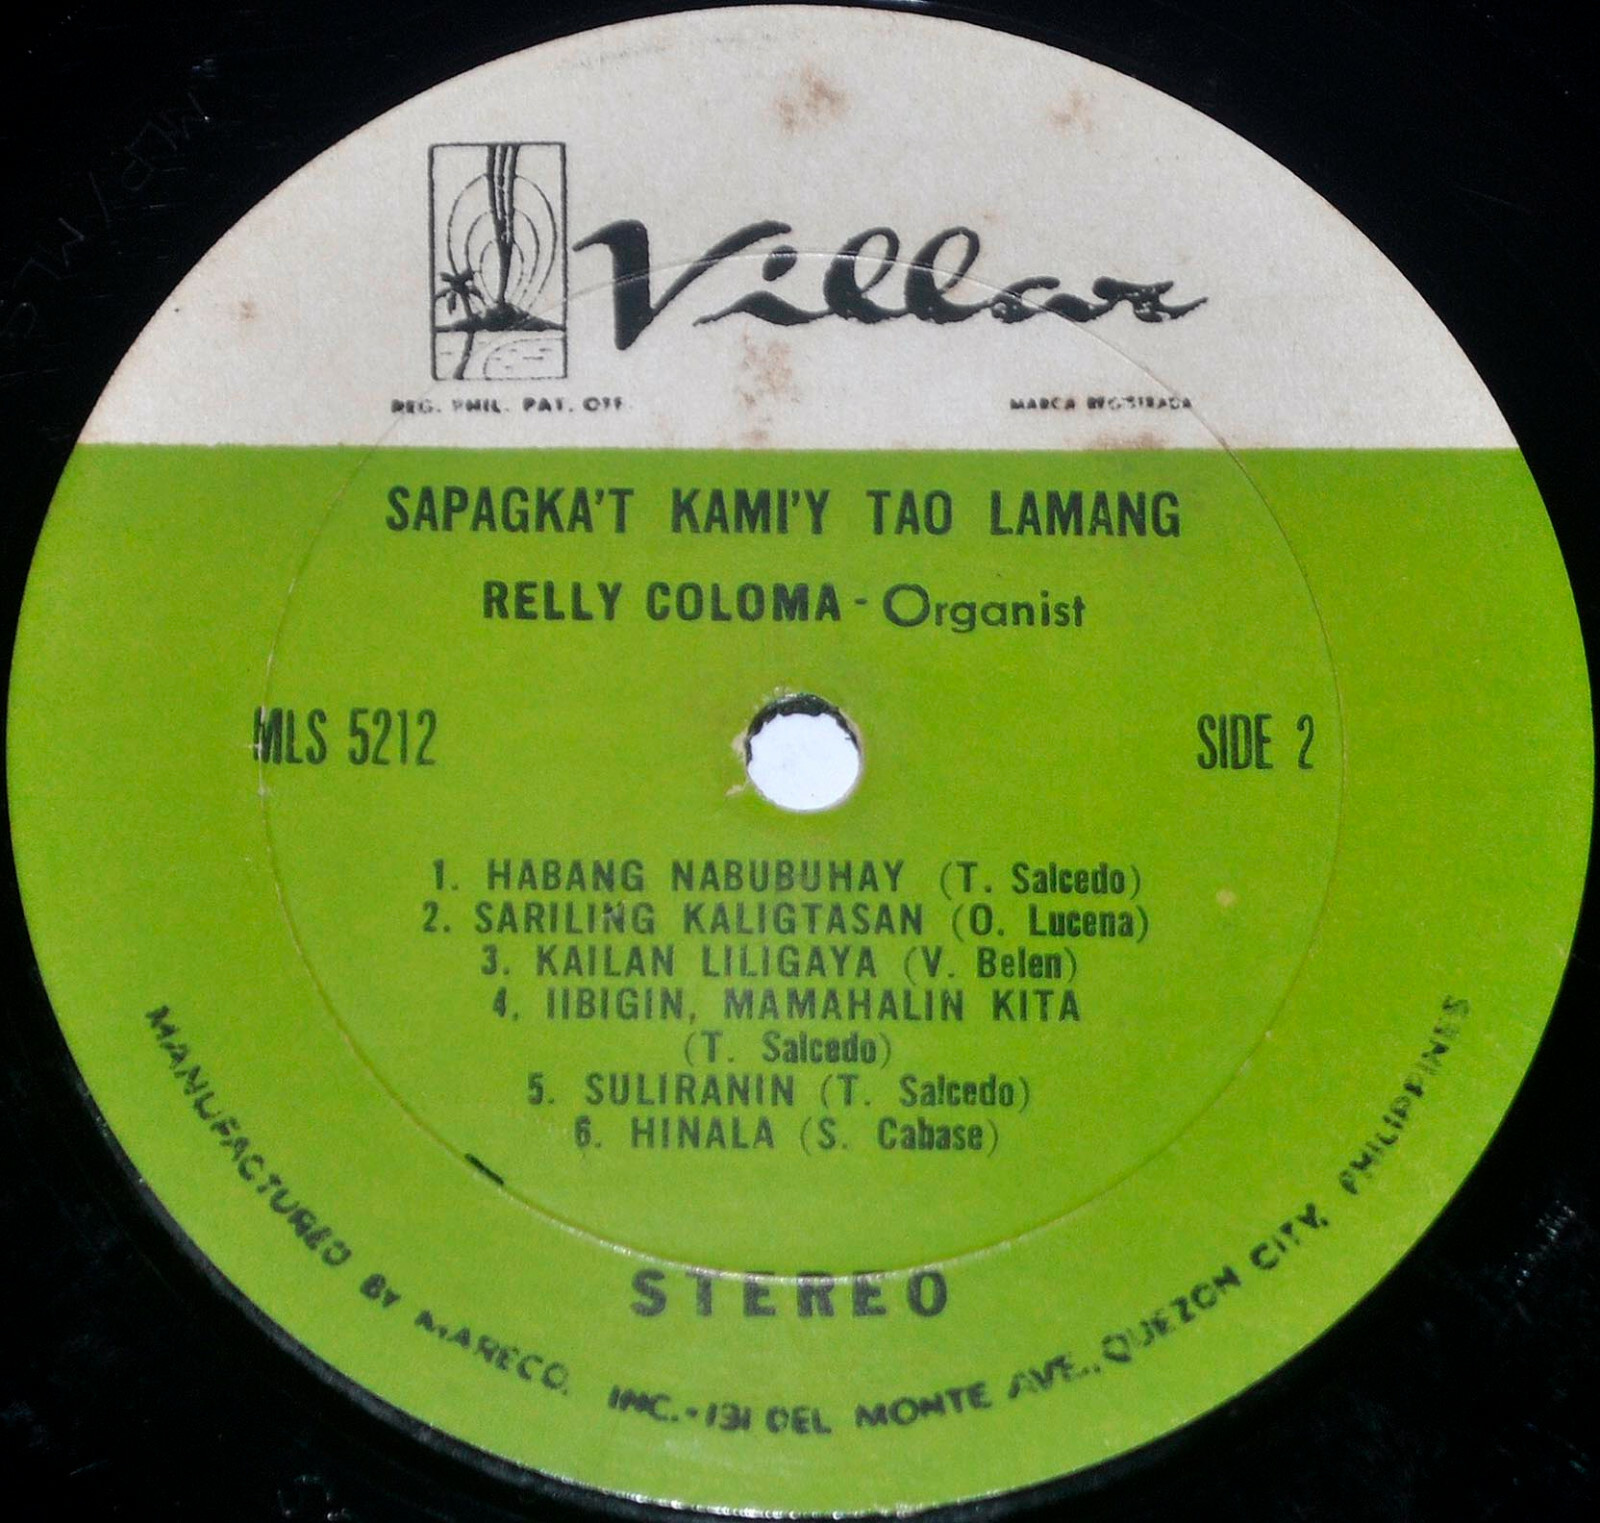 Villar
REG. PHIL. PAT. OFF.
MARCA REGISTRADA
SAPAGKA'T KAMI'Y TAO LAMANG
RELLY COLOMA - Organist
MLS 5212
SIDE 2
1. HABANG NABUBUHAY (T. Salcedo)
2. SARILING KALIGTASAN (O. Lucena)
3. KAILAN LILIGAYA (V. Belen)
4. IIBIGIN, MAMAHALIN KITA
(T. Salcedo)
5. SULIRANIN (T. Salcedo)
6. HINALA (S. Cabase)
STEREO
MANUFACTURED BY MARECO, INC.-131 DEL MONTE AVE., QUEZON CITY, PHILIPPINES